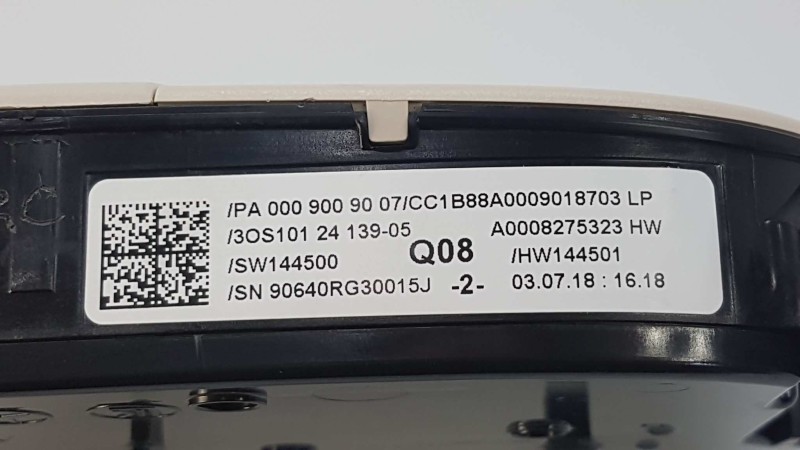 /PA 000 900 90 07/CC1B88A0009018703 LP
/3OS101 24 139-05 A0008275323 HW
/SW144500 Q08 /HW144501
/SN 90640RG30015J -2- 03.07.18 : 16.18